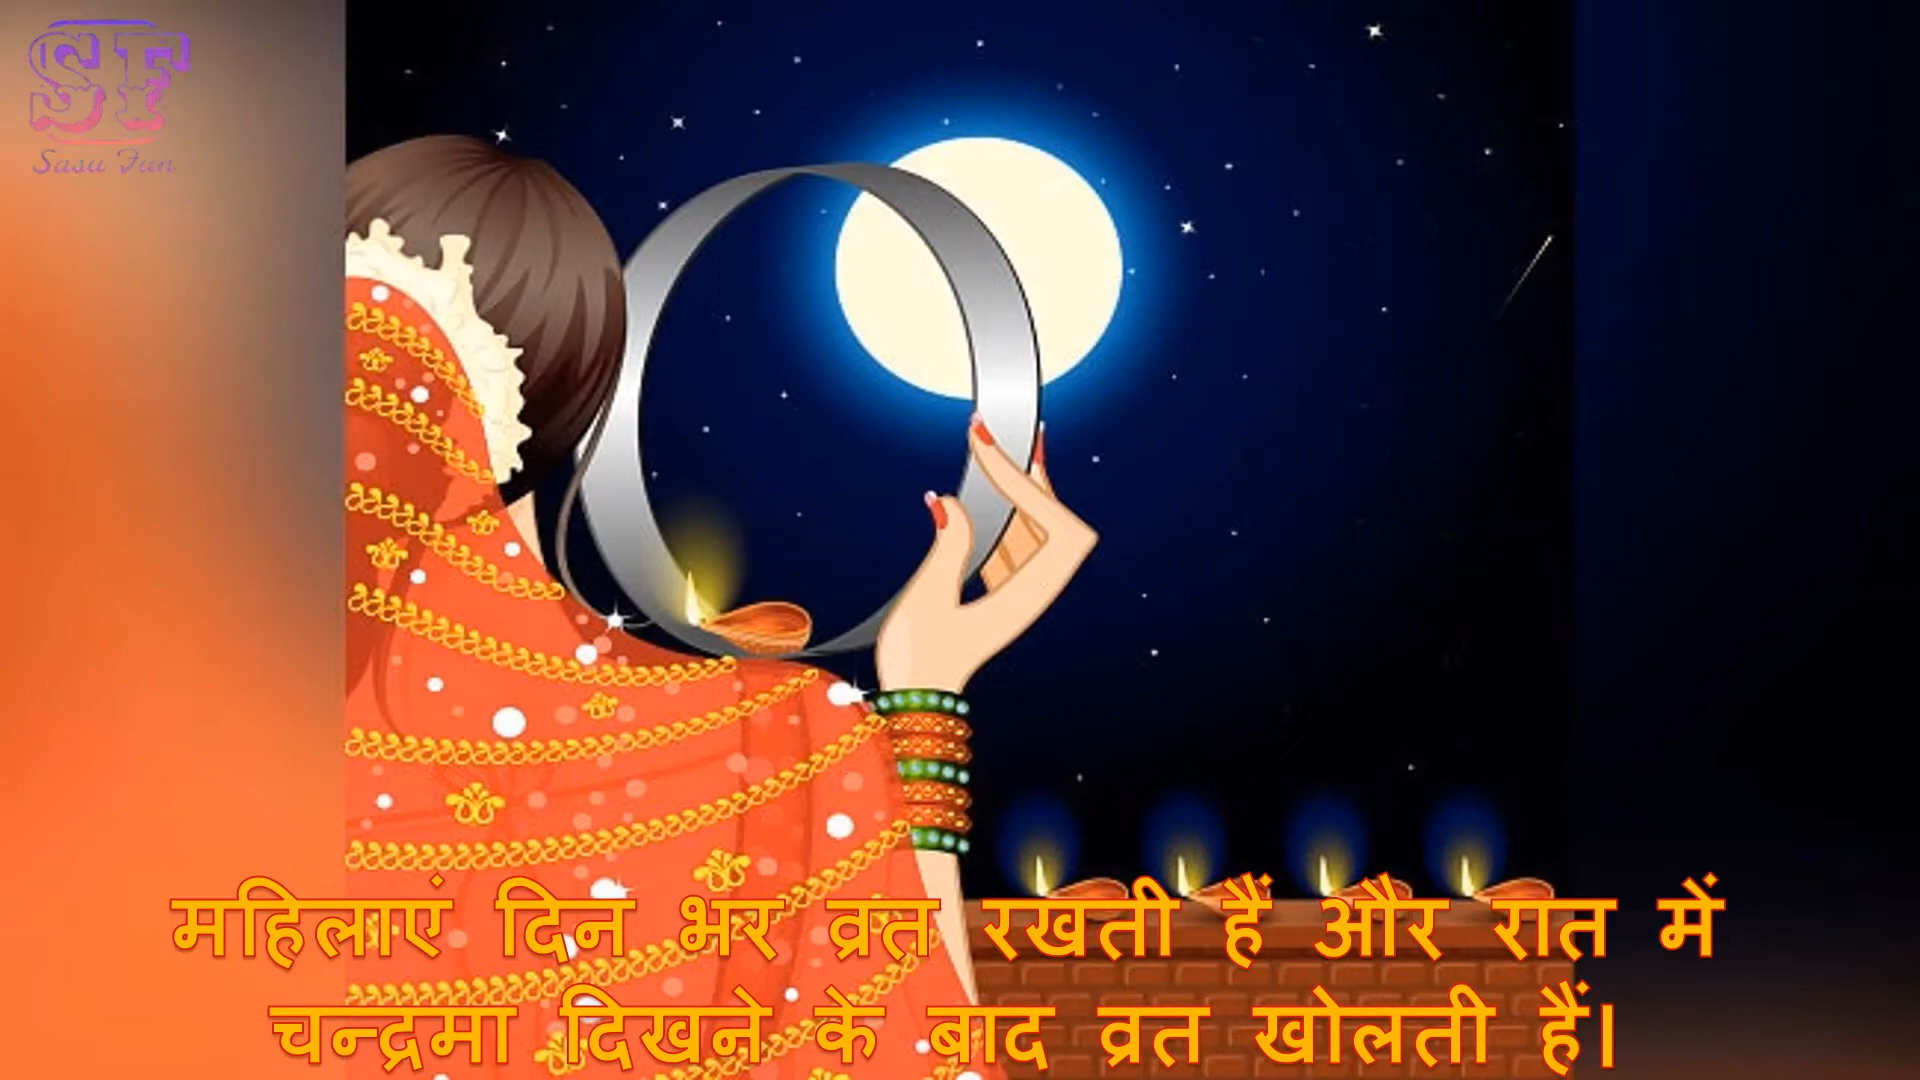 SF
Sasu Fun
महिलाएं दिन भर व्रत रखती हैं और रात में
चन्द्रमा दिखने के बाद व्रत खोलती हैं।